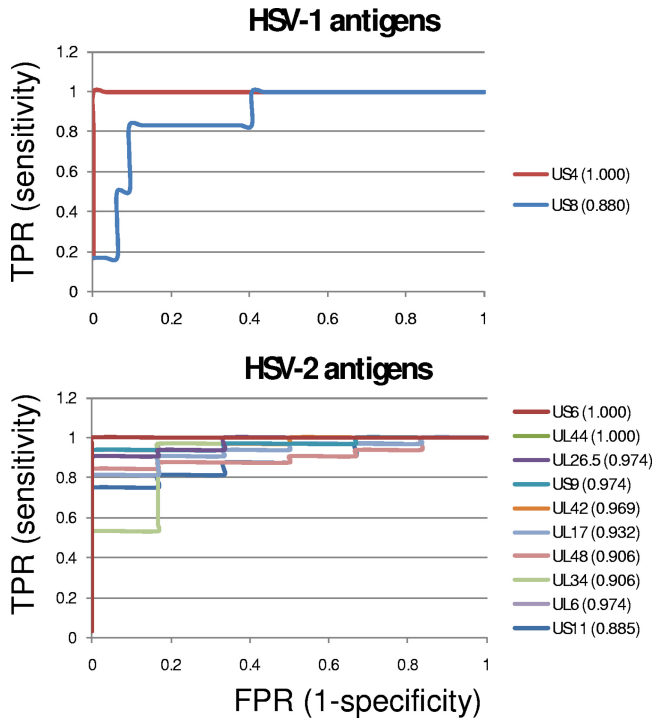 HSV-1 antigens
1.2
1
0.8
0.6
0.4
0.2
0
0 0.2 0.4 0.6 0.8 1
TPR (sensitivity)
US4 (1.000)
US8 (0.880)
HSV-2 antigens
1.2
1
0.8
0.6
0.4
0.2
0
0 0.2 0.4 0.6 0.8 1
TPR (sensitivity)
FPR (1-specificity)
US6 (1.000)
UL44 (1.000)
UL26.5 (0.974)
US9 (0.974)
UL42 (0.969)
UL17 (0.932)
UL48 (0.906)
UL34 (0.906)
UL6 (0.974)
US11 (0.885)